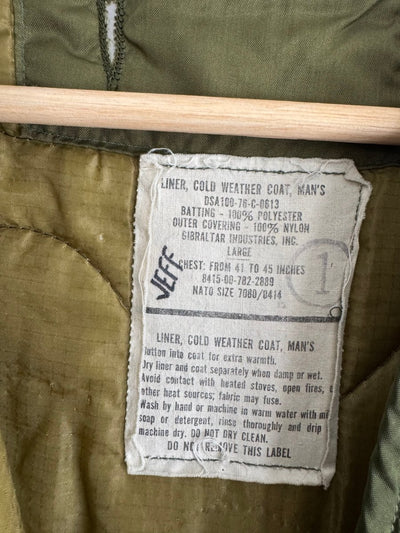 LINER, COLD WEATHER COAT, MAN'S
DSA100-76-C-0613
BATTING - 100% POLYESTER
OUTER COVERING - 100% NYLON
GIBRALTAR INDUSTRIES, INC.
LARGE
CHEST: FROM 41 TO 45 INCHES
8415-00-782-2889
NATO SIZE 7080/0414
1
JEFF
LINER, COLD WEATHER COAT, MAN'S
Button into coat for extra warmth.
Dry liner and coat separately when damp or wet.
Avoid contact with heated stoves, open fires, o
other heat sources; fabric may fuse.
Wash by hand or machine in warm water with mi
soap or detergent, rinse thoroughly and drip
machine dry. DO NOT DRY CLEAN.
DO NOT REMOVE THIS LABEL